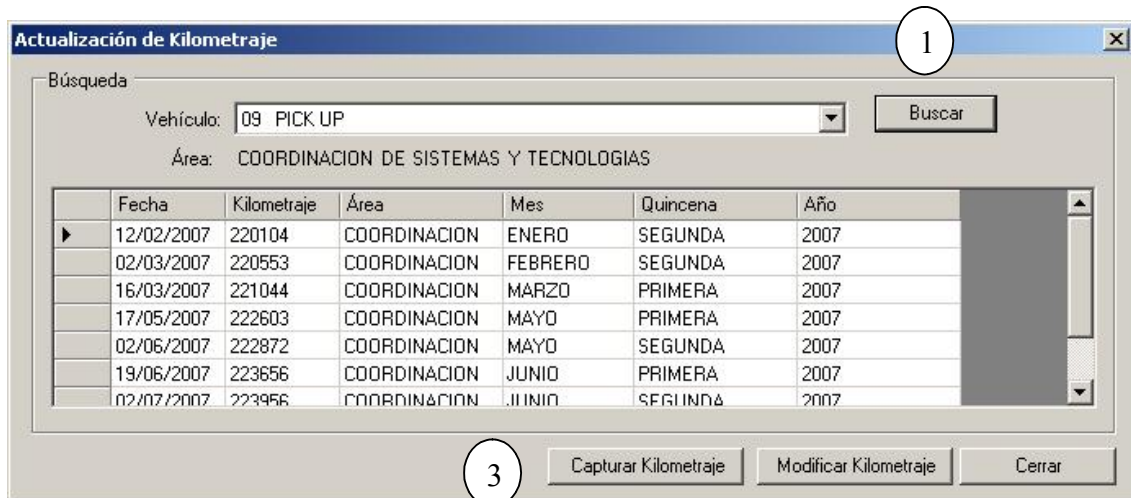 Actualización de Kilometraje
1
Búsqueda
Vehículo: 09 PICK UP Buscar
Área: COORDINACION DE SISTEMAS Y TECNOLOGIAS
Fecha Kilometraje Área Mes Quincena Año
12/02/2007 220104 COORDINACION ENERO SEGUNDA 2007
02/03/2007 220553 COORDINACION FEBRERO SEGUNDA 2007
16/03/2007 221044 COORDINACION MARZO PRIMERA 2007
17/05/2007 222603 COORDINACION MAYO PRIMERA 2007
02/06/2007 222872 COORDINACION MAYO SEGUNDA 2007
19/06/2007 223656 COORDINACION JUNIO PRIMERA 2007
02/07/2007 223956 COORDINACION JUNIO SEGUNDA 2007
3 Capturar Kilometraje Modificar Kilometraje Cerrar